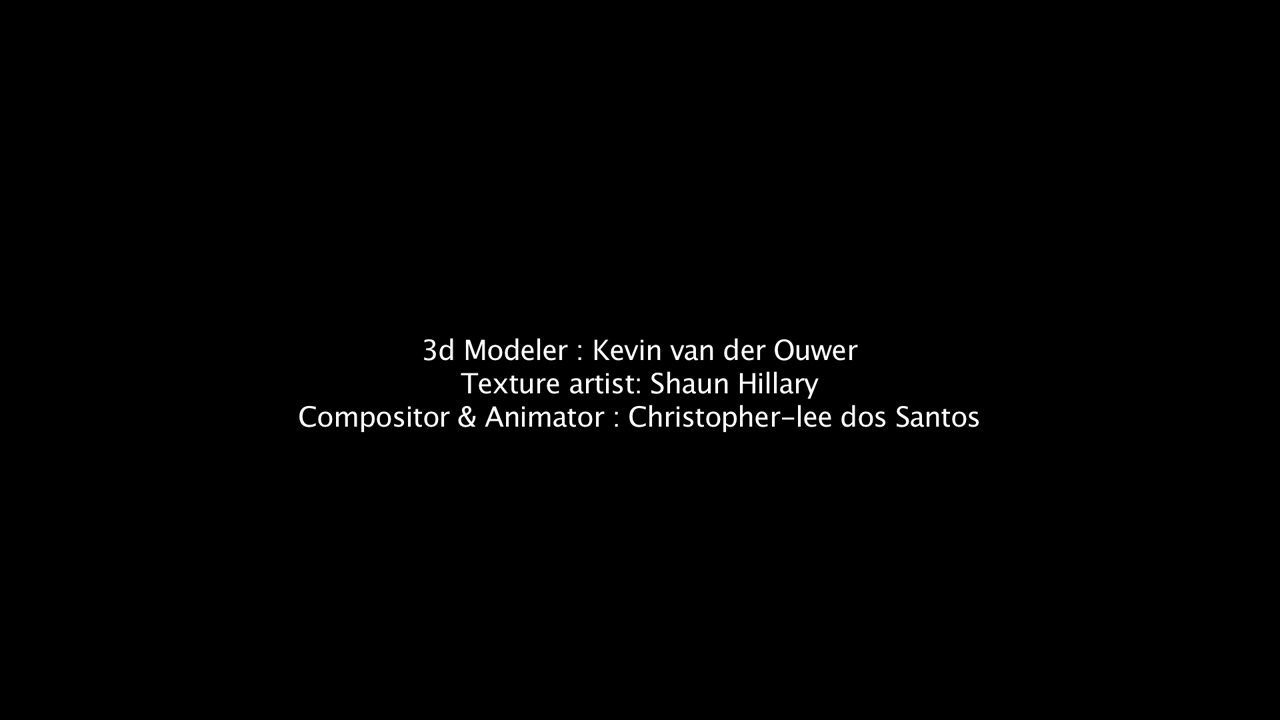 3d Modeler : Kevin van der Ouwer
Texture artist: Shaun Hillary
Compositor & Animator : Christopher-lee dos Santos